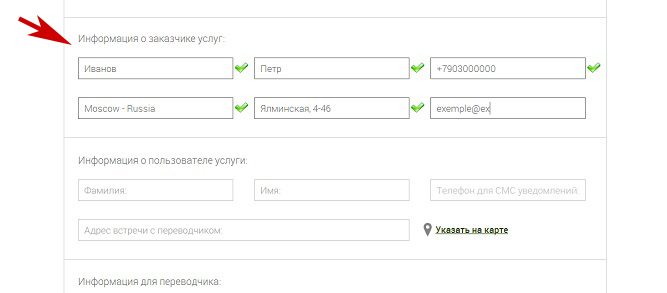 Информация о заказчике услуг:
Иванов Петр +7903000000
Moscow - Russia Ялминская, 4-46 exemple@ex
Информация о пользователе услуги:
Фамилия: Имя: Телефон для СМС уведомлений:
Адрес встречи с переводчиком: Указать на карте
Информация для переводчика: